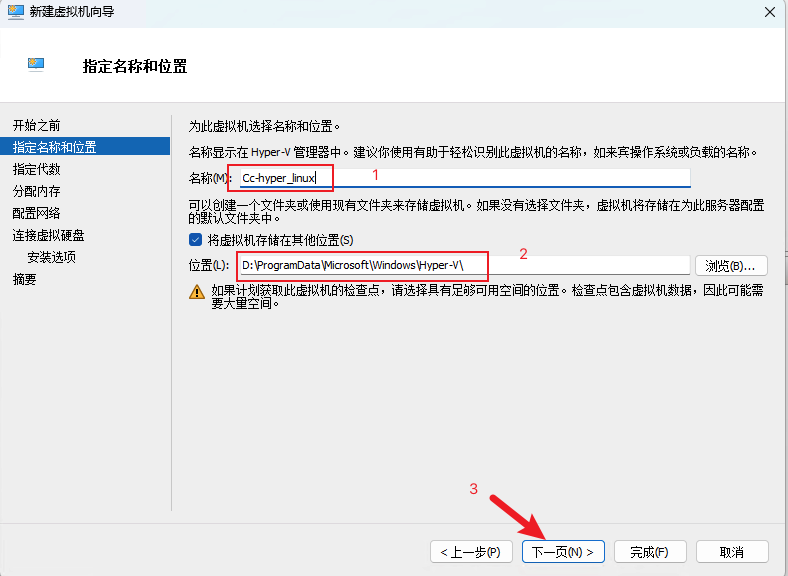 新建虚拟机向导
指定名称和位置
开始之前
指定名称和位置
指定代数
分配内存
配置网络
连接虚拟硬盘
安装选项
摘要
为此虚拟机选择名称和位置。
名称显示在 Hyper-V 管理器中。建议你使用有助于轻松识别此虚拟机的名称，如来宾操作系统或负载的名称。
名称(M): Cc-hyper_linux 1
可以创建一个文件夹或使用现有文件夹来存储虚拟机。如果没有选择文件夹，虚拟机将存储在为此服务器配置
的默认文件夹中。
将虚拟机存储在其他位置(S)
2
位置(L): D:\ProgramData\Microsoft\Windows\Hyper-V\ 浏览(B)...
如果计划获取此虚拟机的检查点，请选择具有足够可用空间的位置。检查点包含虚拟机数据，因此可能需
要大量空间。
3
< 上一步(P) 下一页(N) > 完成(F) 取消